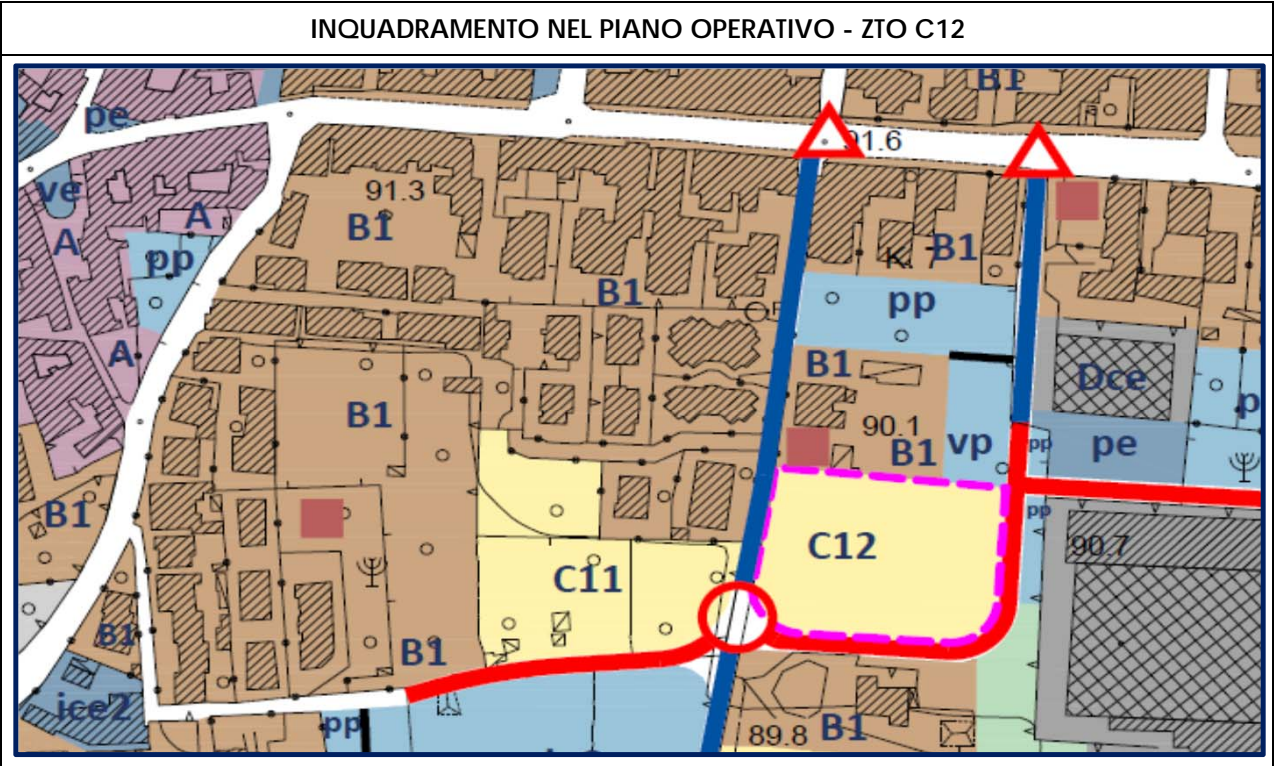 INQUADRAMENTO NEL PIANO OPERATIVO - ZTO C12
B1
pe
91.6
ve
91.3
A
B1
A
B1
K. 7
pp
B1
pp
A
B1
Dce
B1
90.1
pp
pe
B1
vp
B1
pp
C12
90.7
C11
B1
B1
ice2
pp
89.8
B1